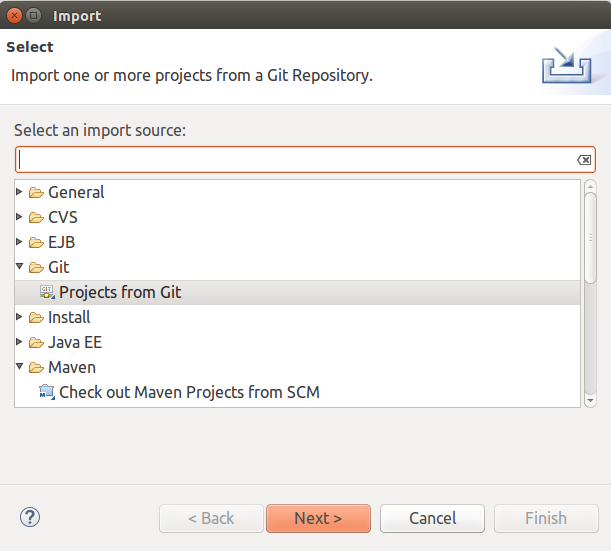 Import
Select
Import one or more projects from a Git Repository.
Select an import source:
General
CVS
EJB
Git
Projects from Git
Install
Java EE
Maven
Check out Maven Projects from SCM
? < Back Next > Cancel Finish